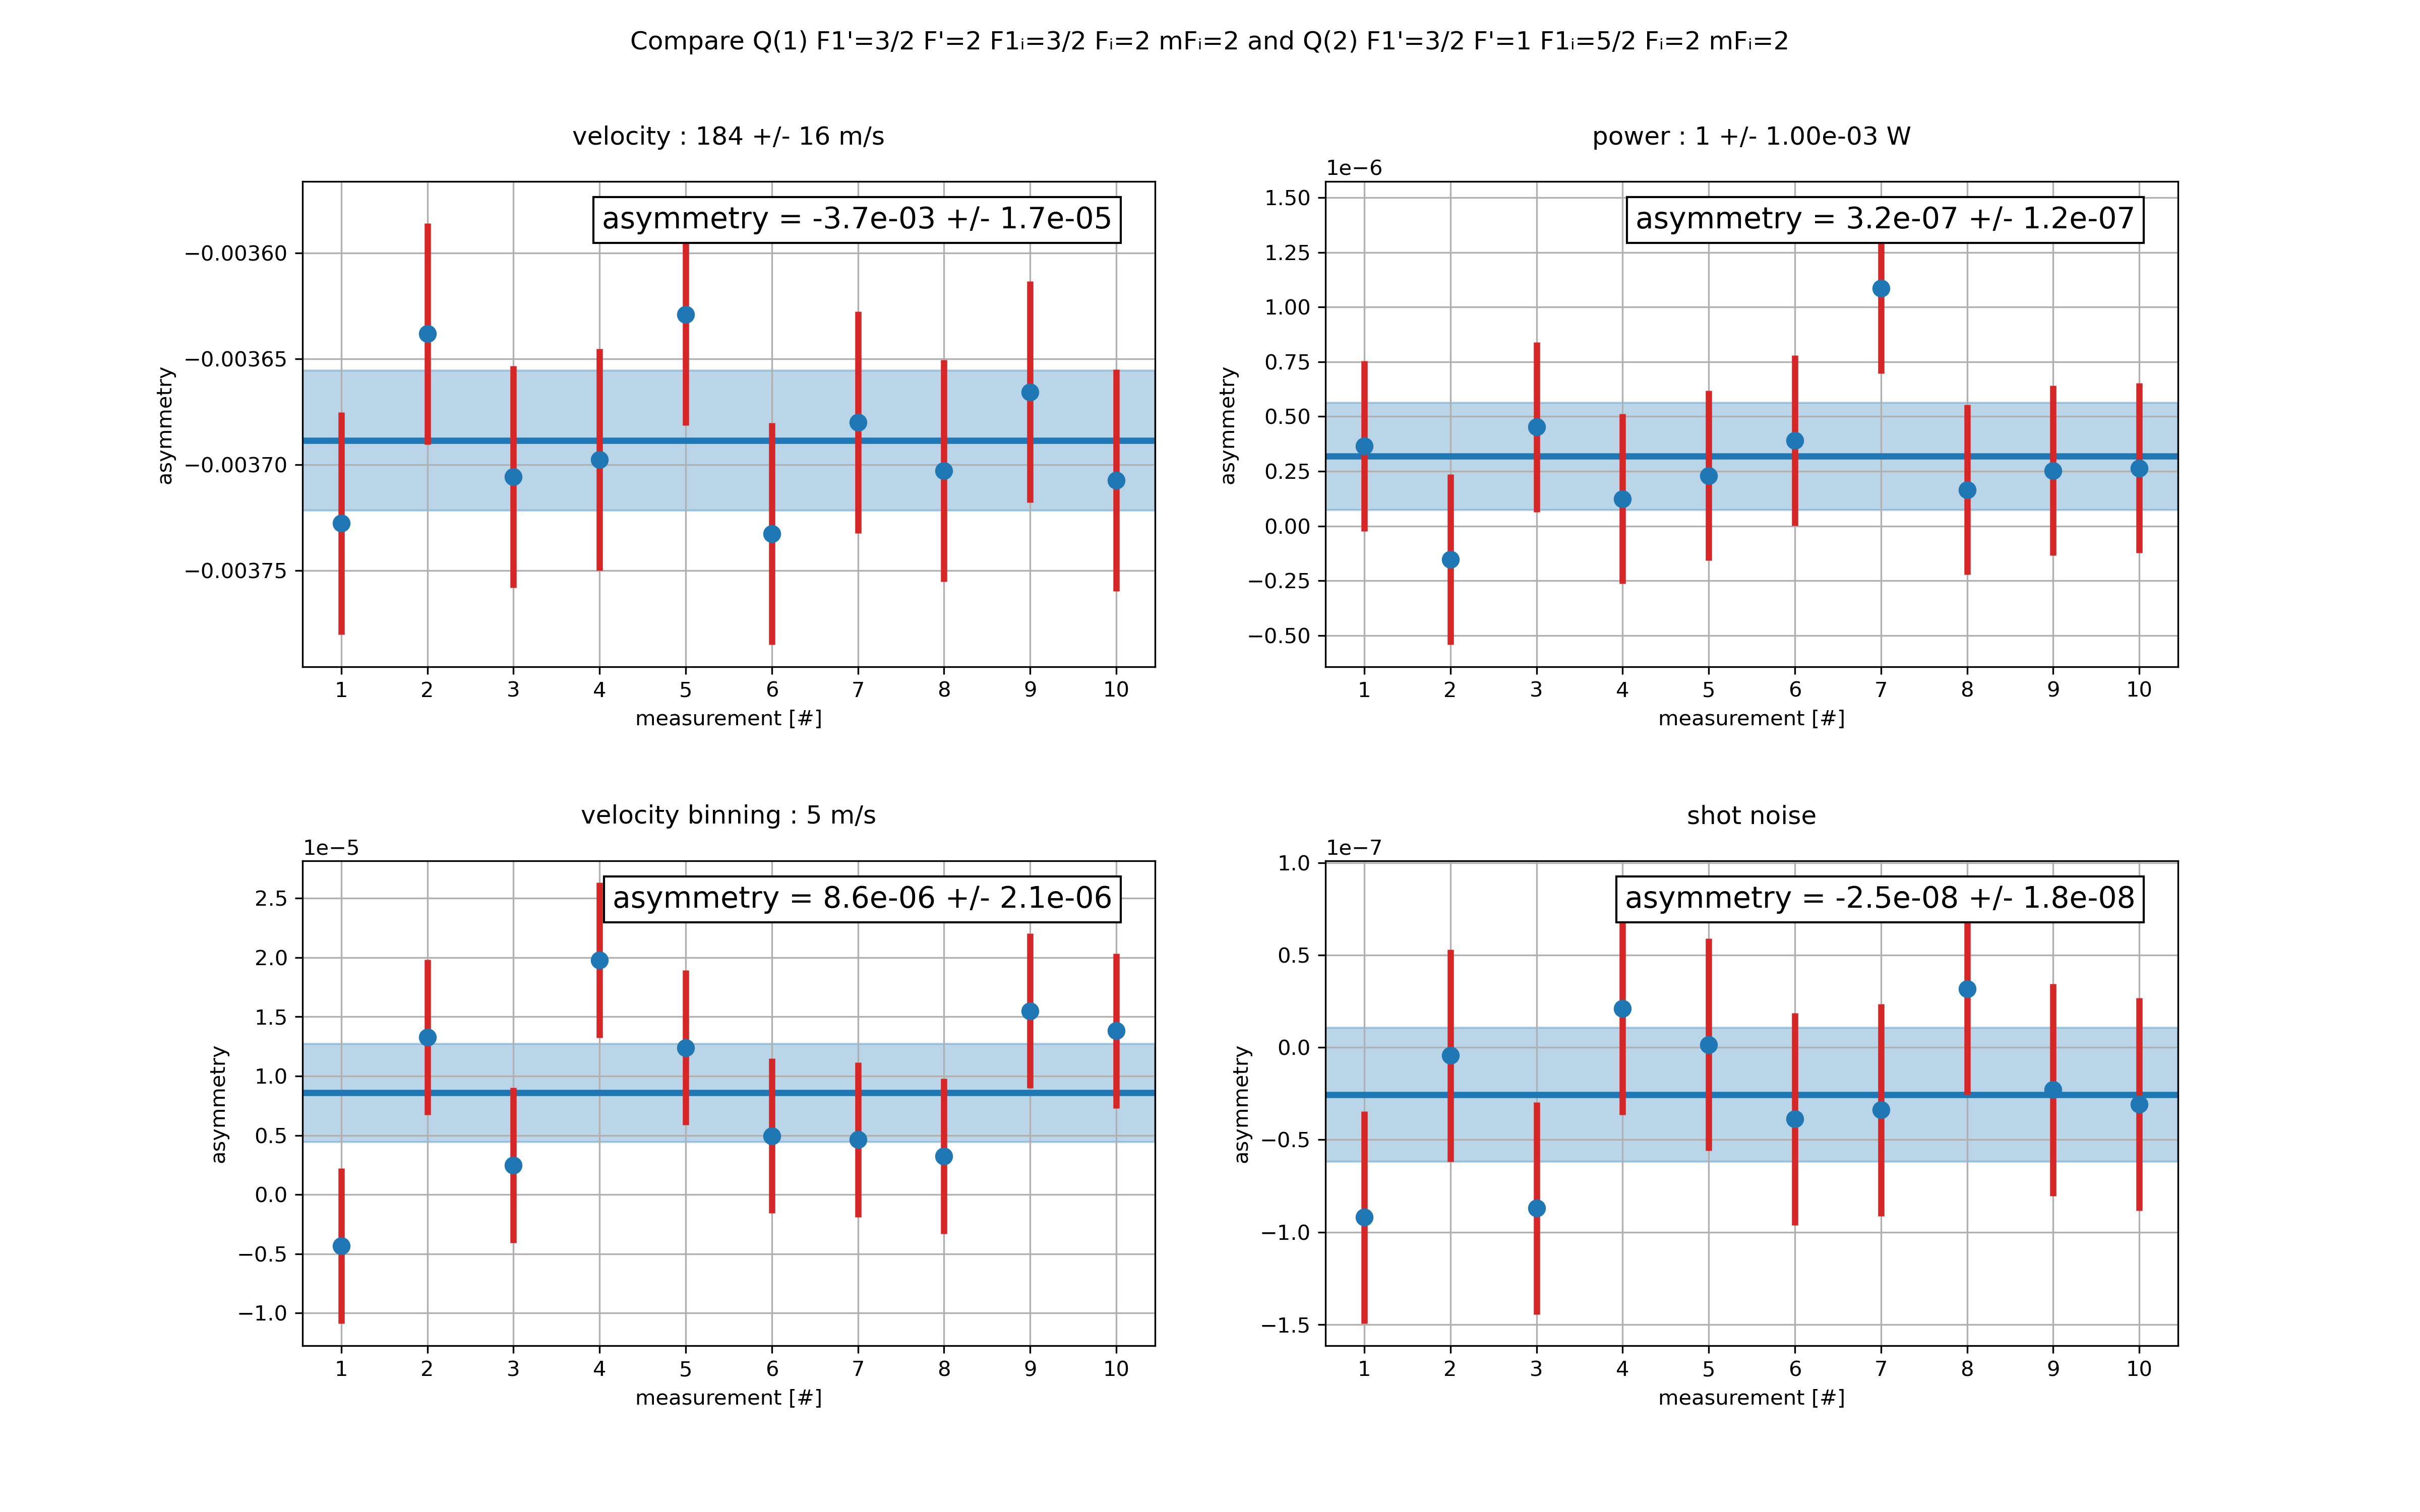 Compare Q(1) F1'=3/2 F'=2 F1ᵢ=3/2 Fᵢ=2 mFᵢ=2 and Q(2) F1'=3/2 F'=1 F1ᵢ=5/2 Fᵢ=2 mFᵢ=2
velocity : 184 +/- 16 m/s
asymmetry = -3.7e-03 +/- 1.7e-05
−0.00360
−0.00365
−0.00370
−0.00375
asymmetry
1 2 3 4 5 6 7 8 9 10
measurement [#]
power : 1 +/- 1.00e-03 W
1e−6
asymmetry = 3.2e-07 +/- 1.2e-07
1.50
1.25
1.00
0.75
0.50
0.25
0.00
−0.25
−0.50
asymmetry
1 2 3 4 5 6 7 8 9 10
measurement [#]
velocity binning : 5 m/s
1e−5
asymmetry = 8.6e-06 +/- 2.1e-06
2.5
2.0
1.5
1.0
0.5
0.0
−0.5
−1.0
asymmetry
1 2 3 4 5 6 7 8 9 10
measurement [#]
shot noise
1e−7
asymmetry = -2.5e-08 +/- 1.8e-08
1.0
0.5
0.0
−0.5
−1.0
−1.5
asymmetry
1 2 3 4 5 6 7 8 9 10
measurement [#]